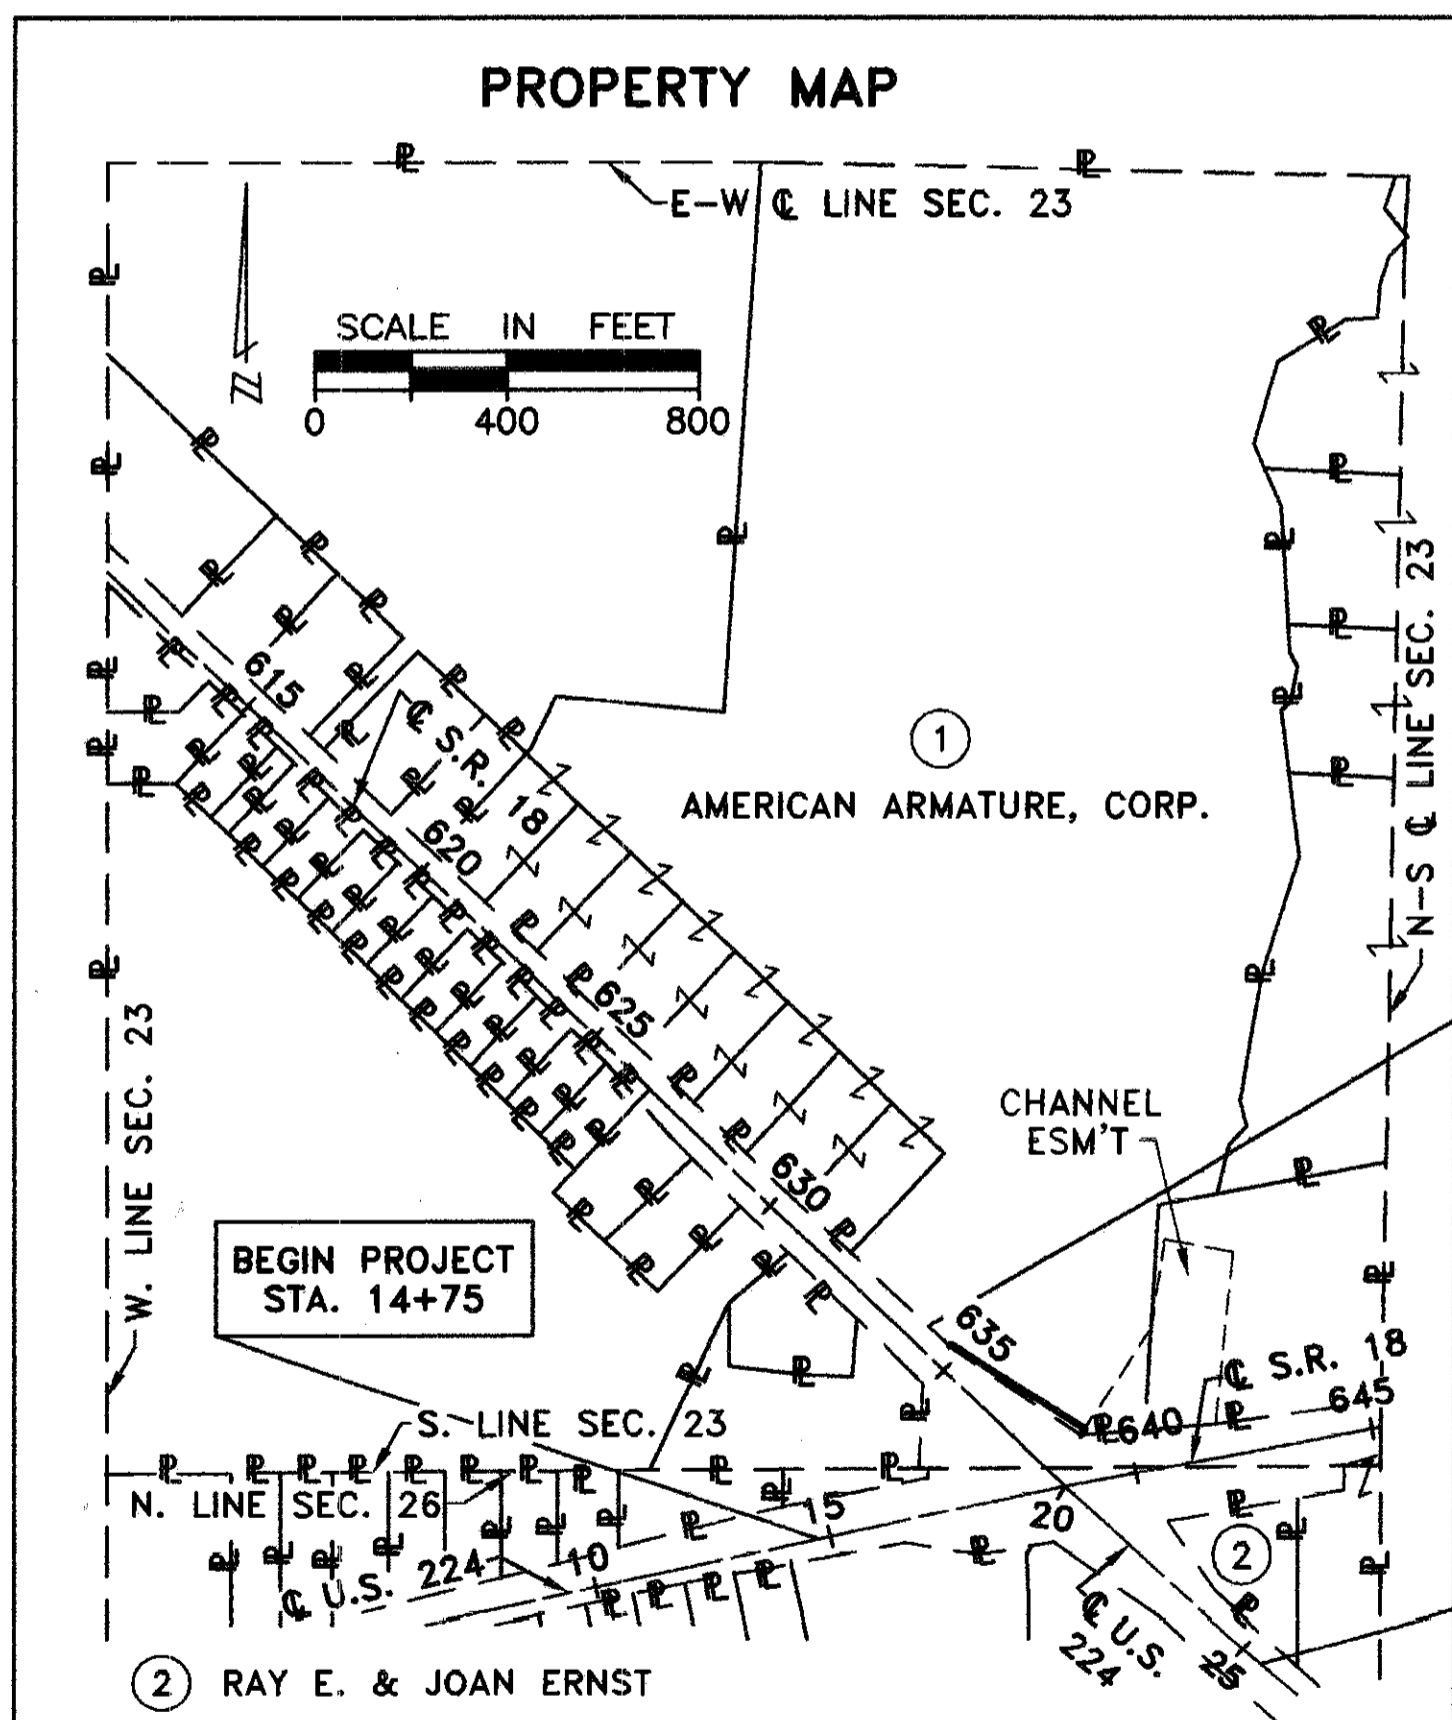 PROPERTY MAP
E-W ℄ LINE SEC. 23
SCALE IN FEET
0 400 800
N
615
℄ S.R. 18
620
625
630
635
1
AMERICAN ARMATURE, CORP.
N-S ℄ LINE SEC. 23
W. LINE SEC. 23
CHANNEL
ESM'T
BEGIN PROJECT
STA. 14+75
℄ S.R. 18
640
645
S. LINE SEC. 23
N. LINE SEC. 26
℄ U.S. 224
10
15
20
2
℄ U.S.
224
25
2 RAY E. & JOAN ERNST